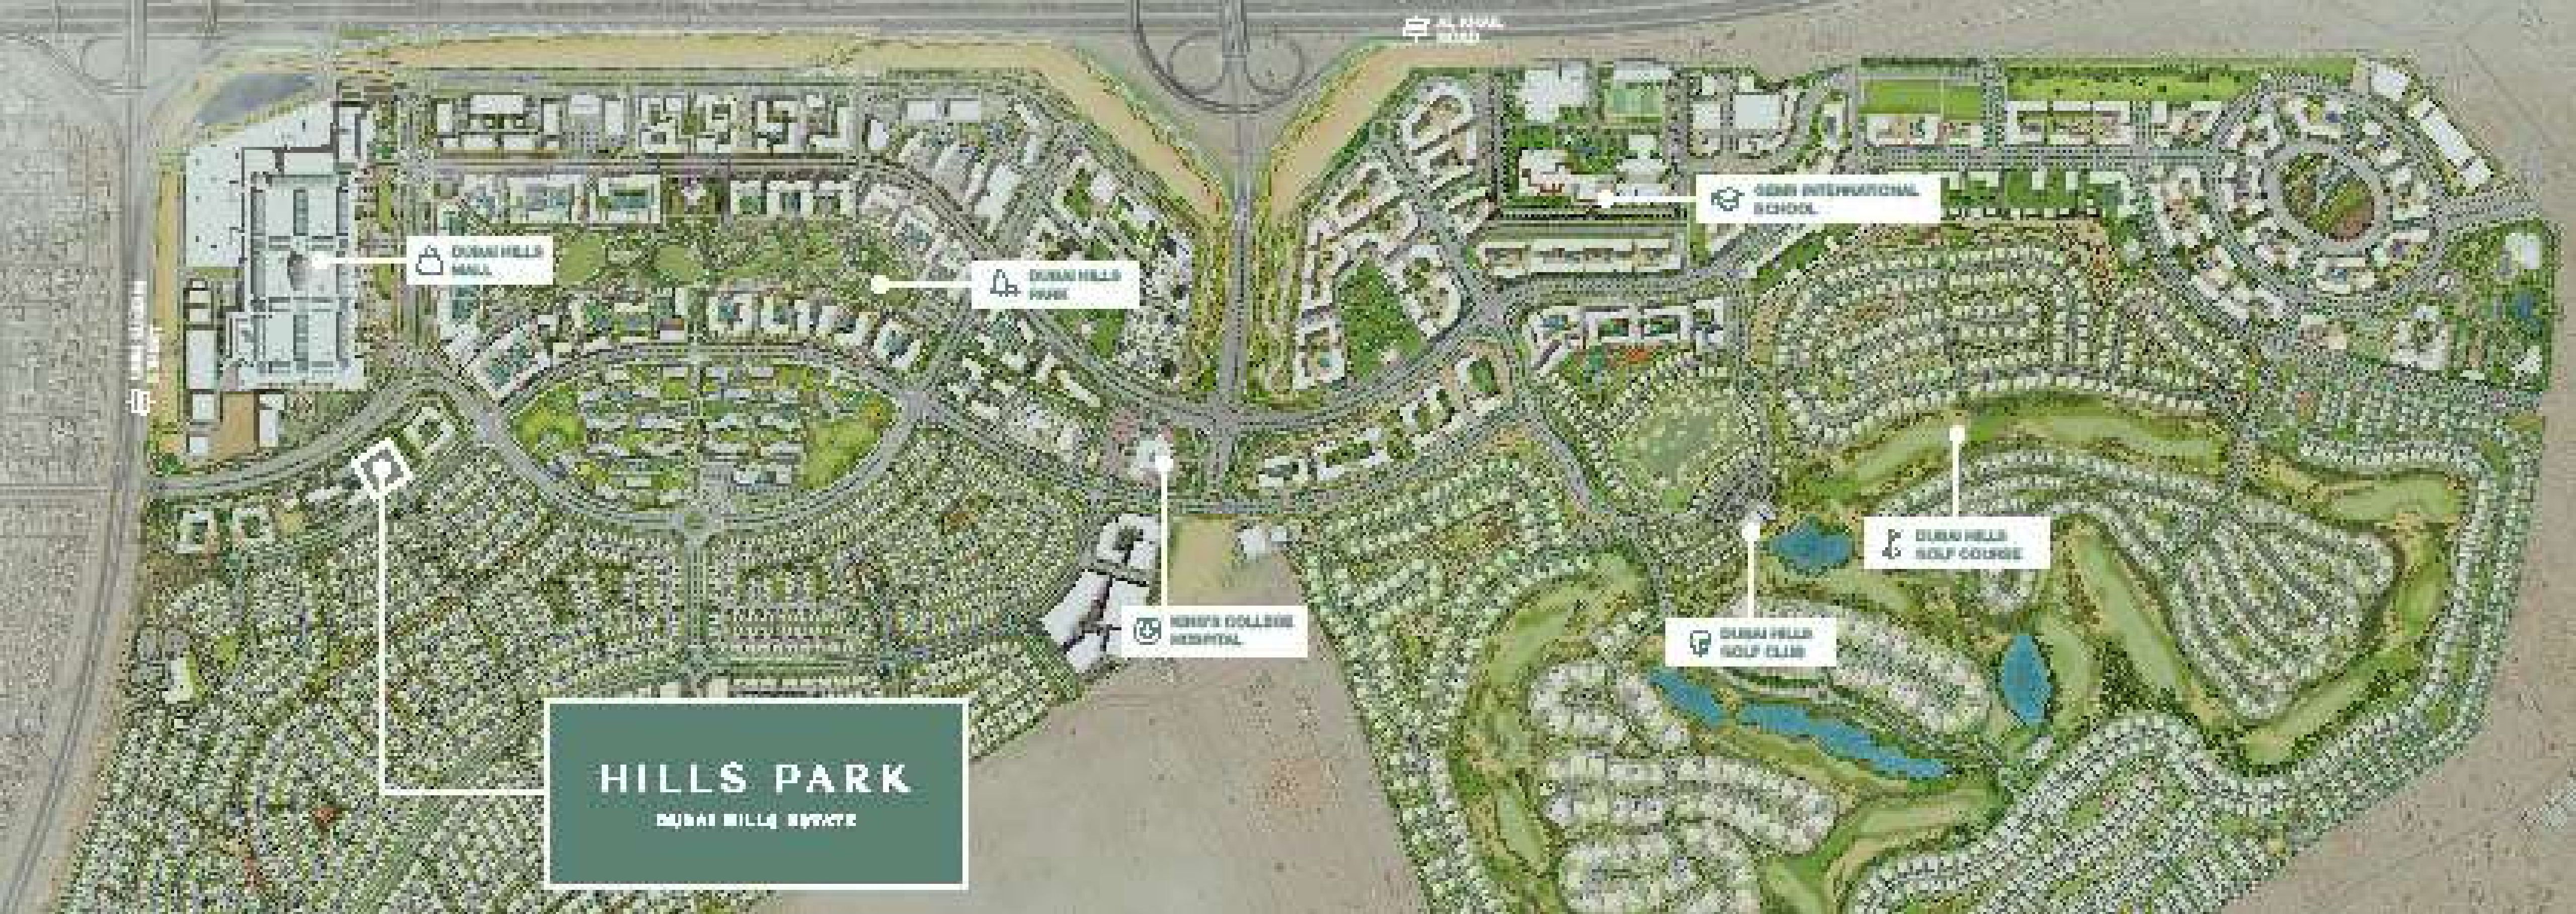 AL KHAIL
ROAD
GEMS INTERNATIONAL
SCHOOL
DUBAI HILLS
MALL
DUBAI HILLS
PARK
DUBAI HILLS
GOLF COURSE
KING'S COLLEGE
HOSPITAL
DUBAI HILLS
GOLF CLUB
HILLS PARK
DUBAI HILLS ESTATE